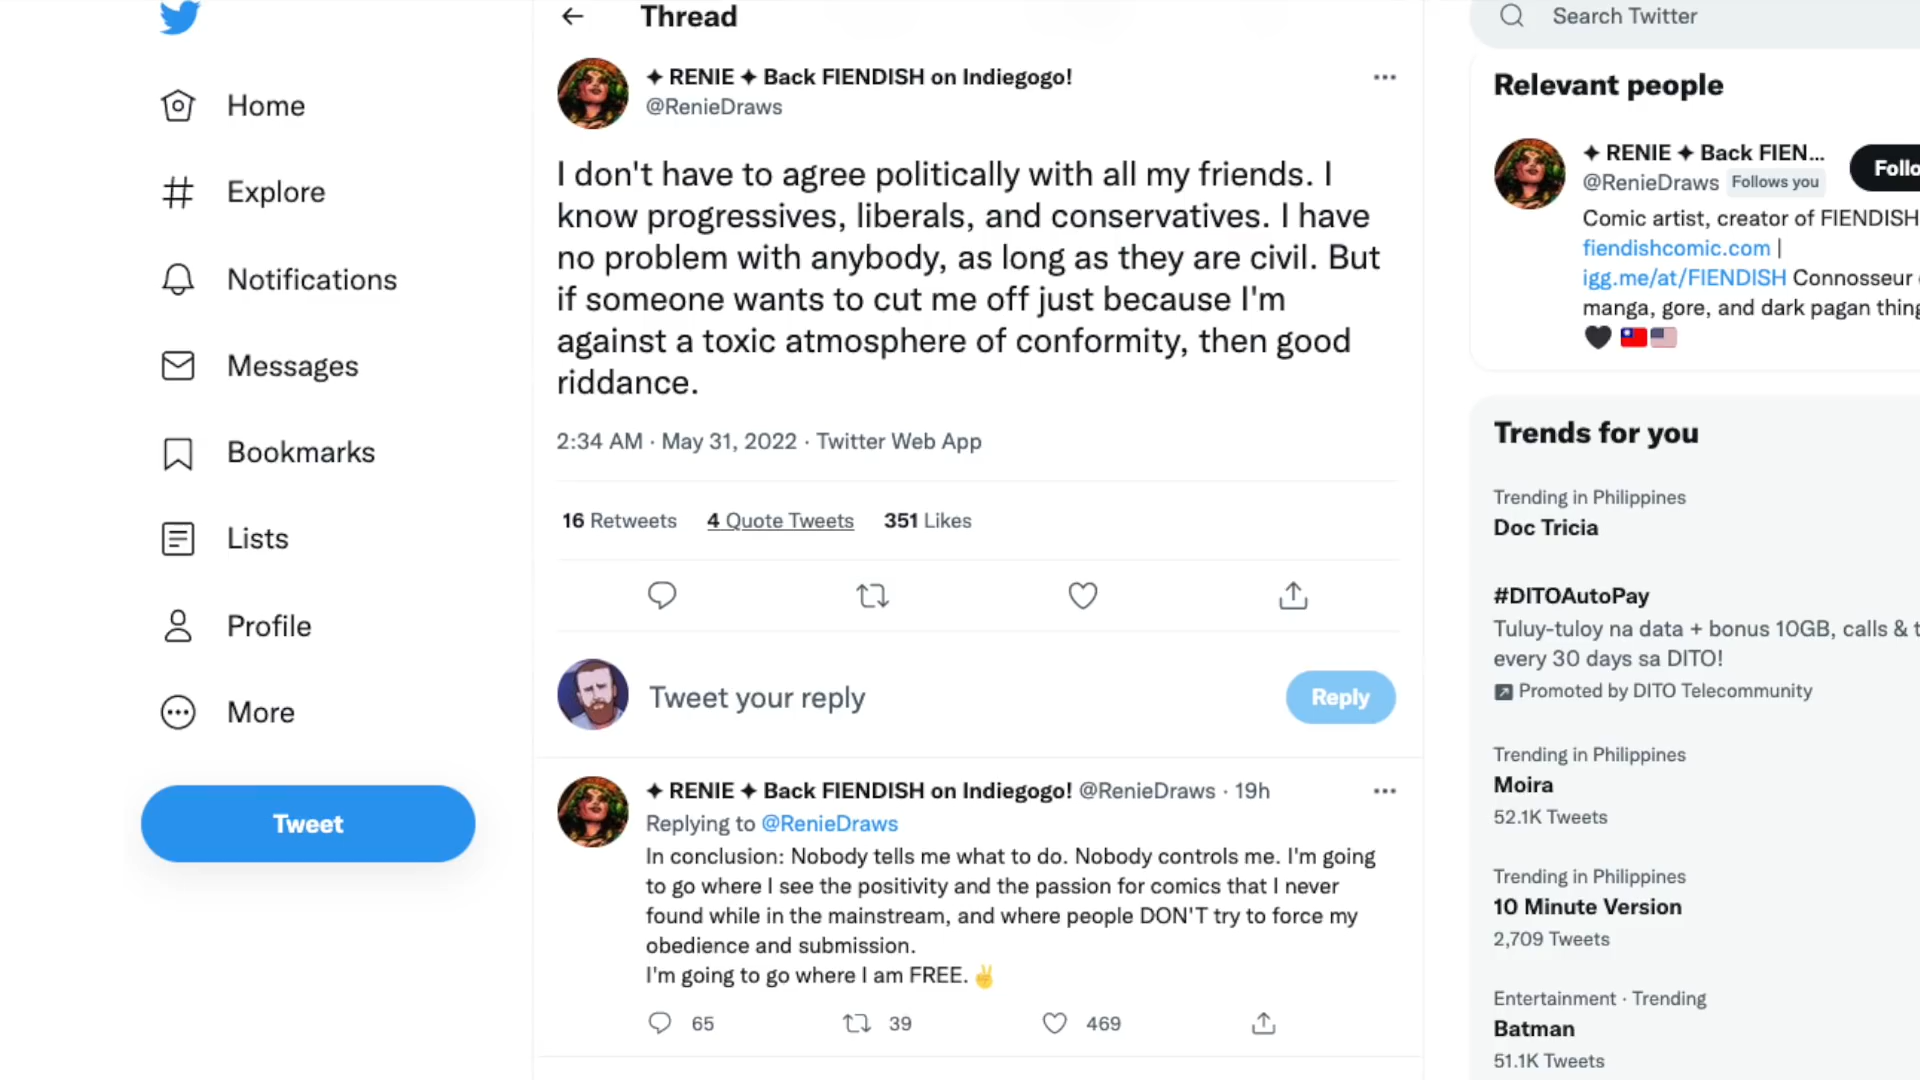 Home
Explore
Notifications
Messages
Bookmarks
Lists
Profile
More
Tweet
Thread
✦ RENIE ✦ Back FIENDISH on Indiegogo!
@RenieDraws
I don't have to agree politically with all my friends. I
know progressives, liberals, and conservatives. I have
no problem with anybody, as long as they are civil. But
if someone wants to cut me off just because I'm
against a toxic atmosphere of conformity, then good
riddance.
2:34 AM · May 31, 2022 · Twitter Web App
16 Retweets 4 Quote Tweets 351 Likes
Tweet your reply
Reply
✦ RENIE ✦ Back FIENDISH on Indiegogo! @RenieDraws · 19h
Replying to @RenieDraws
In conclusion: Nobody tells me what to do. Nobody controls me. I'm going
to go where I see the positivity and the passion for comics that I never
found while in the mainstream, and where people DON'T try to force my
obedience and submission.
I'm going to go where I am FREE. ✌
65 39 469
Search Twitter
Relevant people
✦ RENIE ✦ Back FIEN...
@RenieDraws Follows you
Follo
Comic artist, creator of FIENDISH
fiendishcomic.com |
igg.me/at/FIENDISH Connosseur
manga, gore, and dark pagan thing
Trends for you
Trending in Philippines
Doc Tricia
#DITOAutoPay
Tuluy-tuloy na data + bonus 10GB, calls & t
every 30 days sa DITO!
Promoted by DITO Telecommunity
Trending in Philippines
Moira
52.1K Tweets
Trending in Philippines
10 Minute Version
2,709 Tweets
Entertainment · Trending
Batman
51.1K Tweets